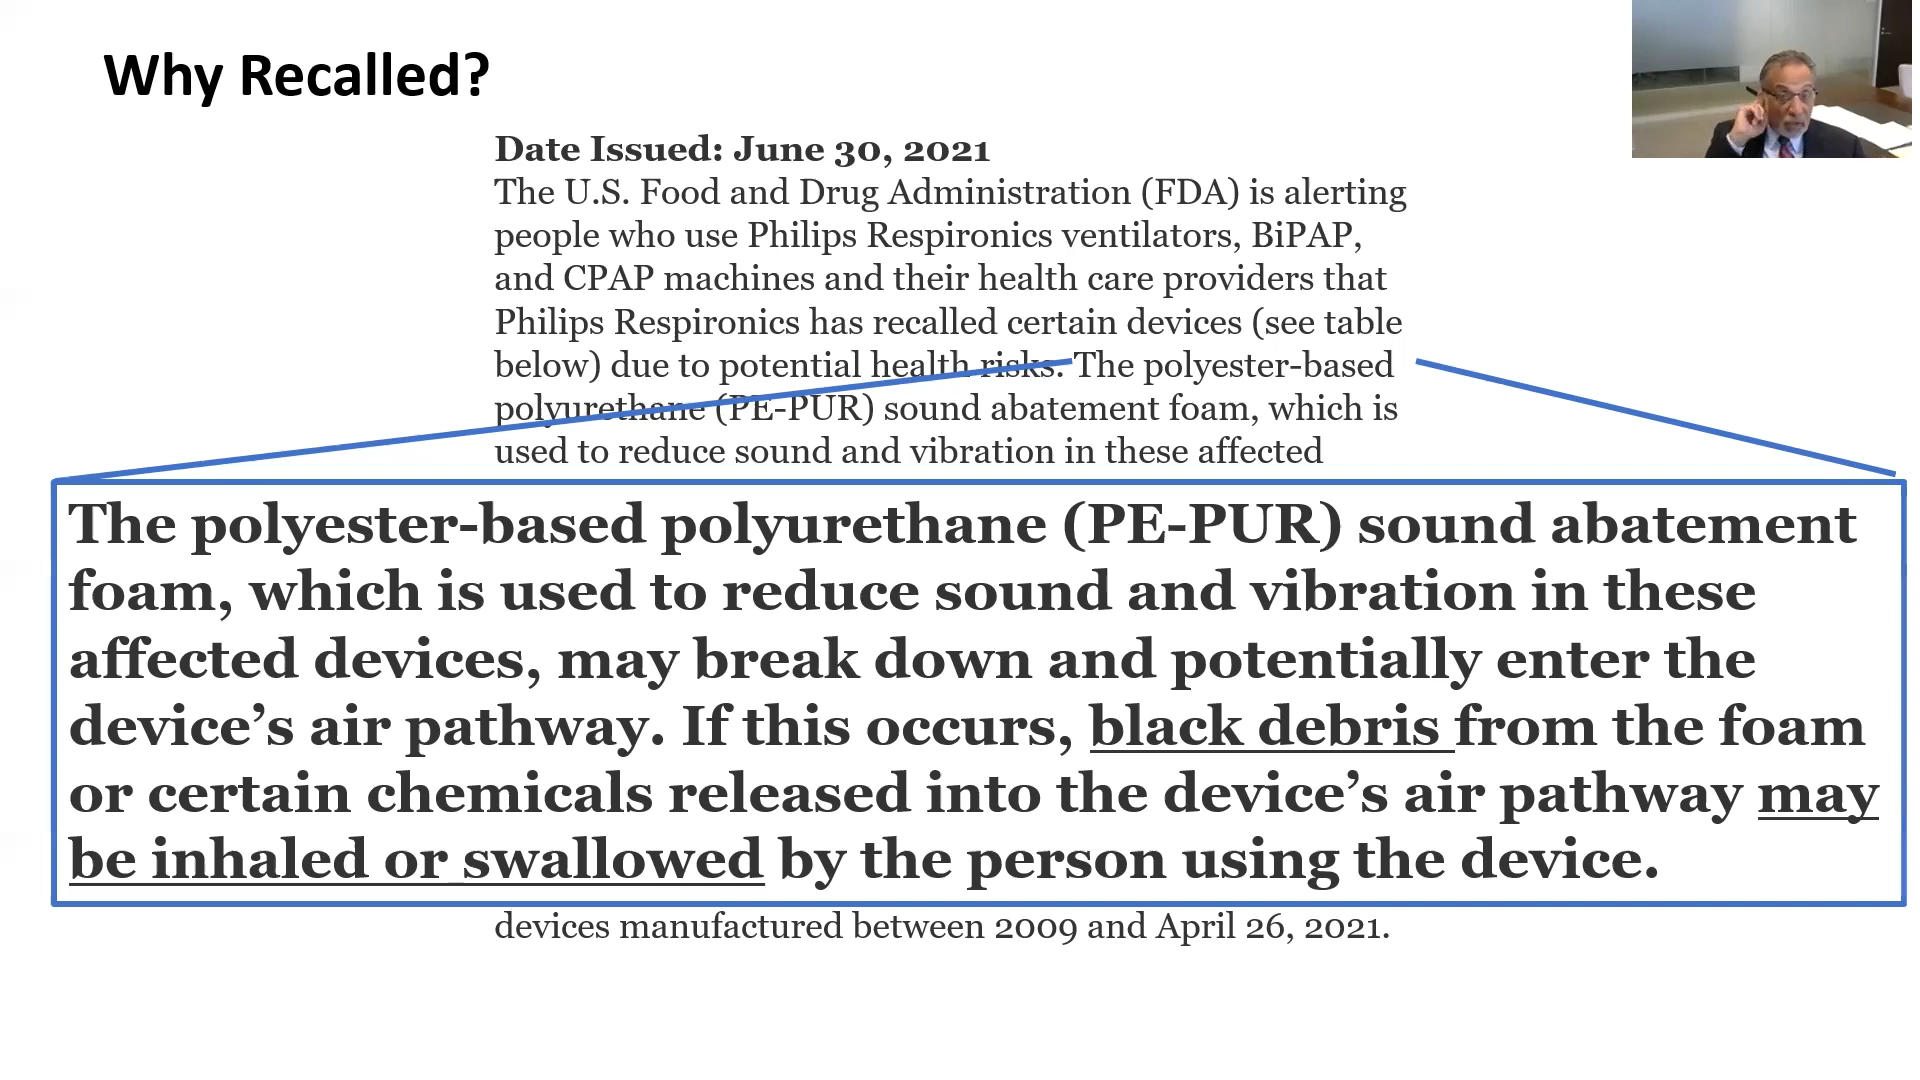 Why Recalled?
Date Issued: June 30, 2021
The U.S. Food and Drug Administration (FDA) is alerting
people who use Philips Respironics ventilators, BiPAP,
and CPAP machines and their health care providers that
Philips Respironics has recalled certain devices (see table
below) due to potential health risks. The polyester-based
polyurethane (PE-PUR) sound abatement foam, which is
used to reduce sound and vibration in these affected
The polyester-based polyurethane (PE-PUR) sound abatement
foam, which is used to reduce sound and vibration in these
affected devices, may break down and potentially enter the
device’s air pathway. If this occurs, black debris from the foam
or certain chemicals released into the device’s air pathway may
be inhaled or swallowed by the person using the device.
devices manufactured between 2009 and April 26, 2021.